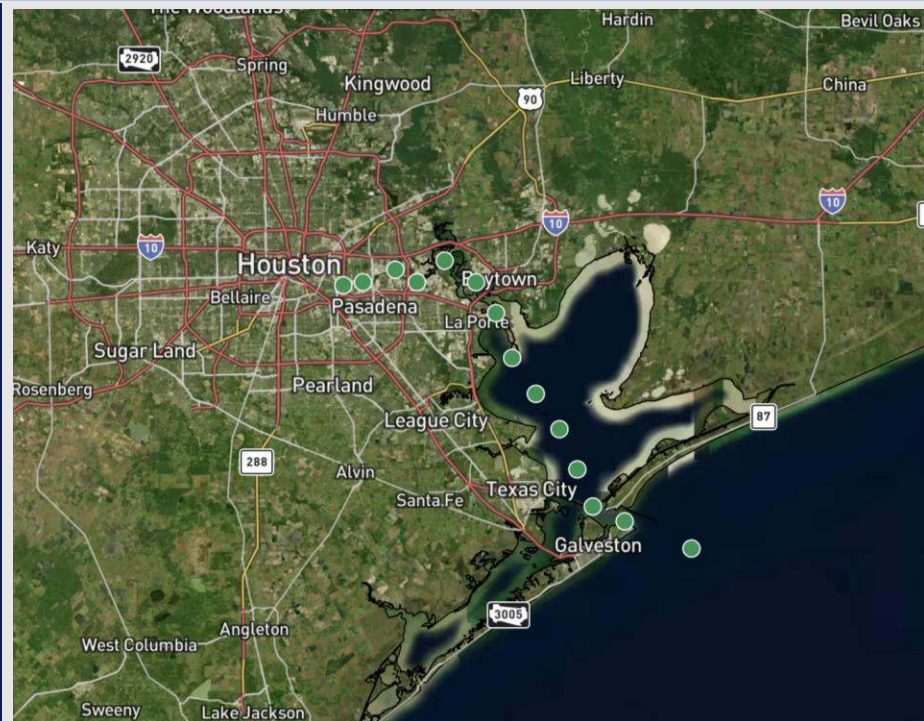 The Woodlands
Hardin
Bevil Oaks
2920
Spring
Kingwood
Liberty
China
90
Humble
10
10
Katy
10
Houston
Baytown
Bellaire
Pasadena
La Porte
Sugar Land
Rosenberg
Pearland
League City
87
288
Alvin
Texas City
Santa Fe
Galveston
3005
Angleton
West Columbia
Sweeny
Lake Jackson